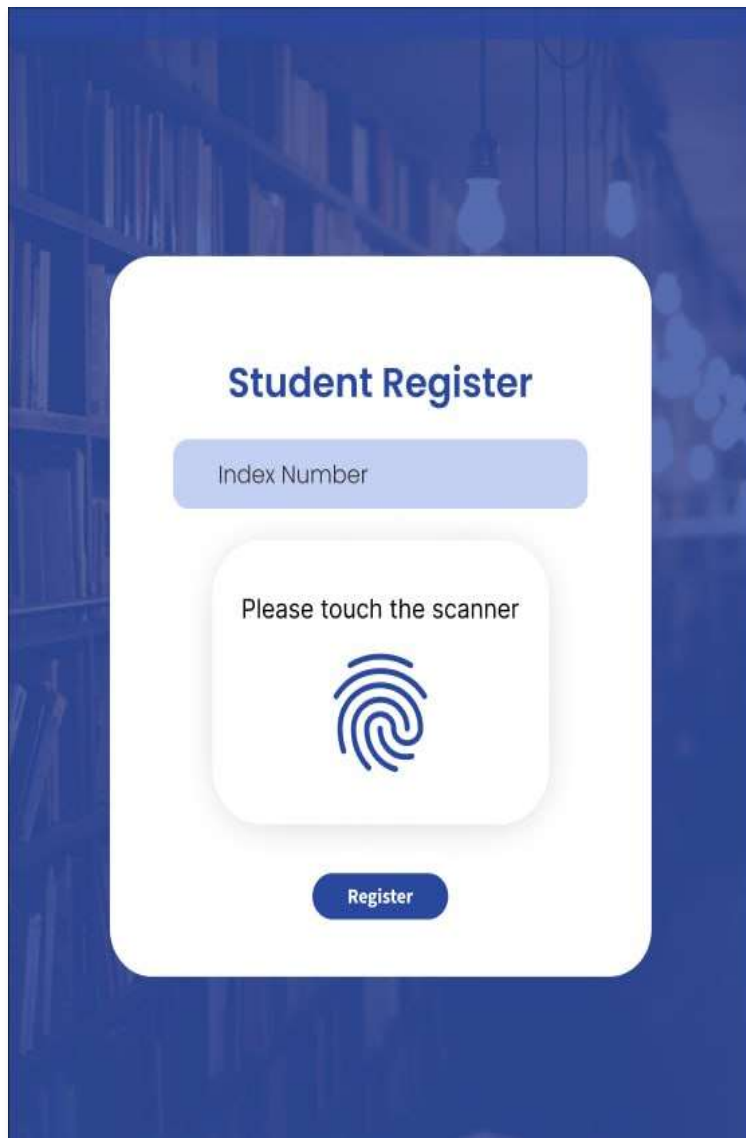 Student Register
Index Number
Please touch the scanner
Register